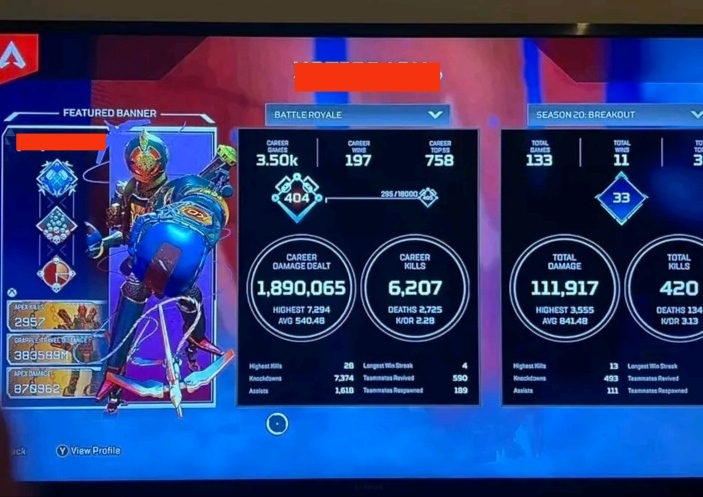 FEATURED BANNER
APEX KILLS
2957
GRAPPLE TRAVEL DISTANCE
383599M
APEX DAMAGE
876962
BATTLE ROYALE
CAREER GAMES
3.50k
CAREER WINS
197
CAREER TOP 5S
758
404
295/18000
405
CAREER DAMAGE DEALT
1,890,065
HIGHEST 7,294
AVG 540.48
CAREER KILLS
6,207
DEATHS 2,725
K/DR 2.28
Highest Kills 28 Longest Win Streak 4
Knockdowns 7,374 Teammates Revived 590
Assists 1,618 Teammates Respawned 189
SEASON 20: BREAKOUT
TOTAL GAMES
133
TOTAL WINS
11
33
TOTAL DAMAGE
111,917
HIGHEST 3,555
AVG 841.48
TOTAL KILLS
420
DEATHS 134
K/DR 3.13
Highest Kills 13 Longest Win Streak
Knockdowns 493 Teammates Revived
Assists 111 Teammates Respawned
Y View Profile